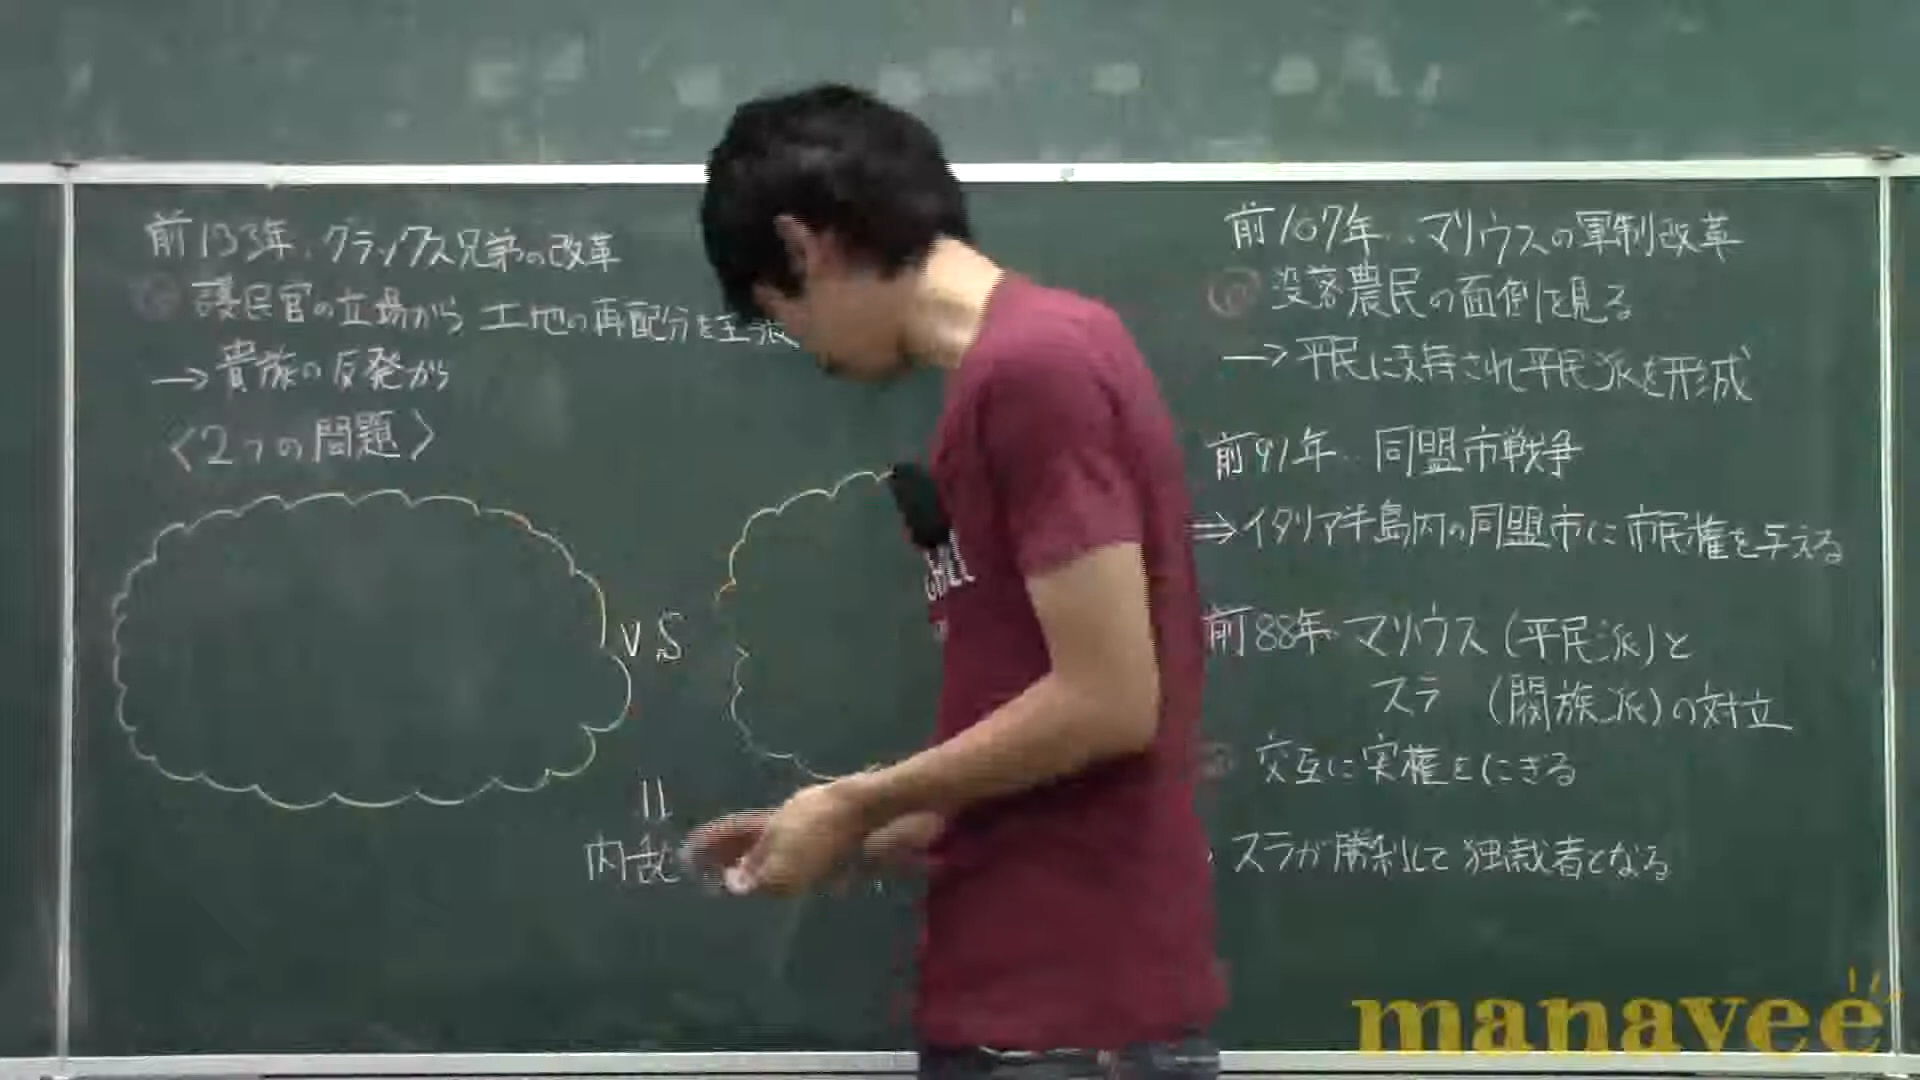 前133年‥グラックス兄弟の改革
護民官の立場から 土地の再配分を主
→貴族の反発から
〈2つの問題〉
VS
内乱
前107年‥マリウスの軍制改革
没落農民の面倒を見る
→平民に支持され平民派を形成
前91年‥同盟市戦争
⇒イタリア半島内の同盟市に市民権を与える
前88年‥マリウス(平民派)と
スラ (閥族派)の対立
交互に実権をにぎる
スラが勝利して独裁者となる
manavee